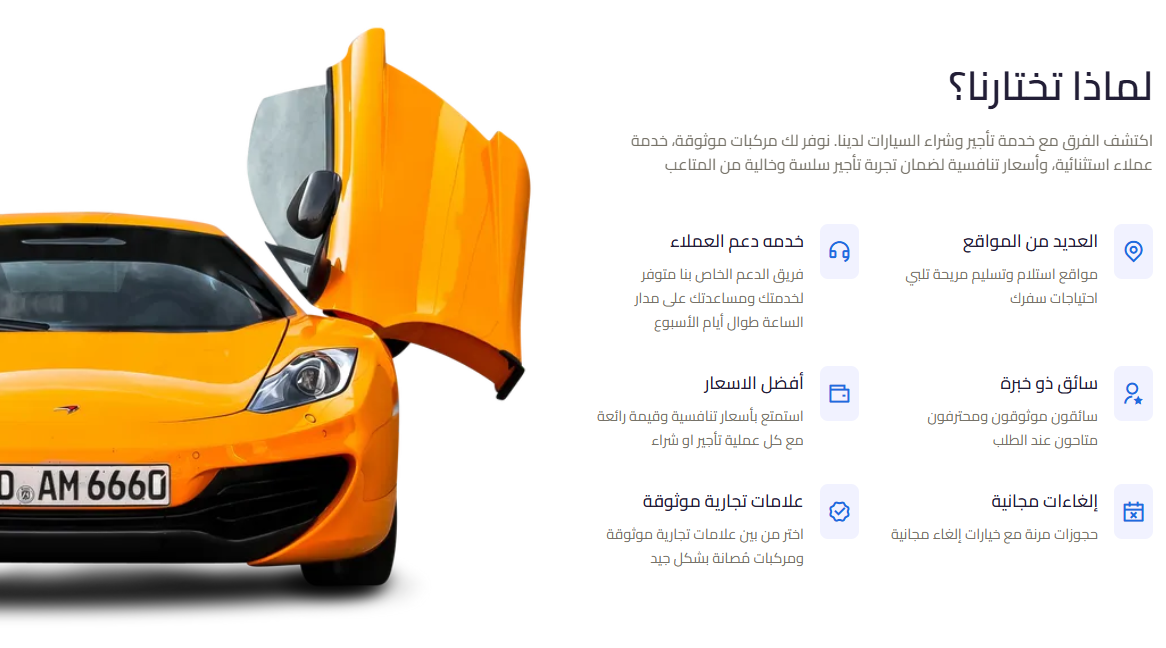 لماذا تختارنا؟
اكتشف الفرق مع خدمة تأجير وشراء السيارات لدينا. نوفر لك مركبات موثوقة، خدمة
عملاء استثنائية، وأسعار تنافسية لضمان تجربة تأجير سلسة وخالية من المتاعب
العديد من المواقع
مواقع استلام وتسليم مريحة تلبي
احتياجات سفرك
خدمه دعم العملاء
فريق الدعم الخاص بنا متوفر
لخدمتك ومساعدتك على مدار
الساعة طوال أيام الأسبوع
سائق ذو خبرة
سائقون موثوقون ومحترفون
متاحون عند الطلب
أفضل الاسعار
استمتع بأسعار تنافسية وقيمة رائعة
مع كل عملية تأجير او شراء
إلغاءات مجانية
حجوزات مرنة مع خيارات إلغاء مجانية
علامات تجارية موثوقة
اختر من بين علامات تجارية موثوقة
ومركبات مُصانة بشكل جيد
AM 6660